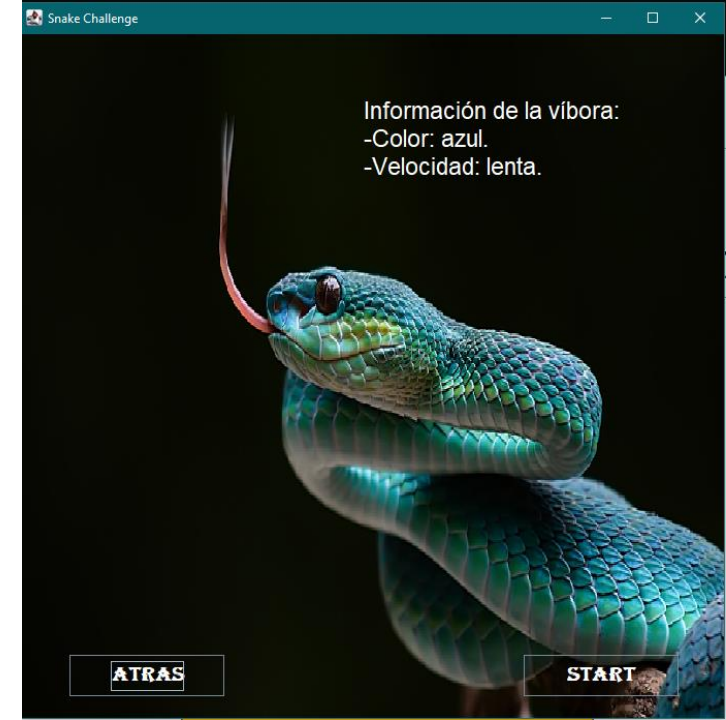 Snake Challenge
Información de la víbora:
-Color: azul.
-Velocidad: lenta.
ATRAS
START